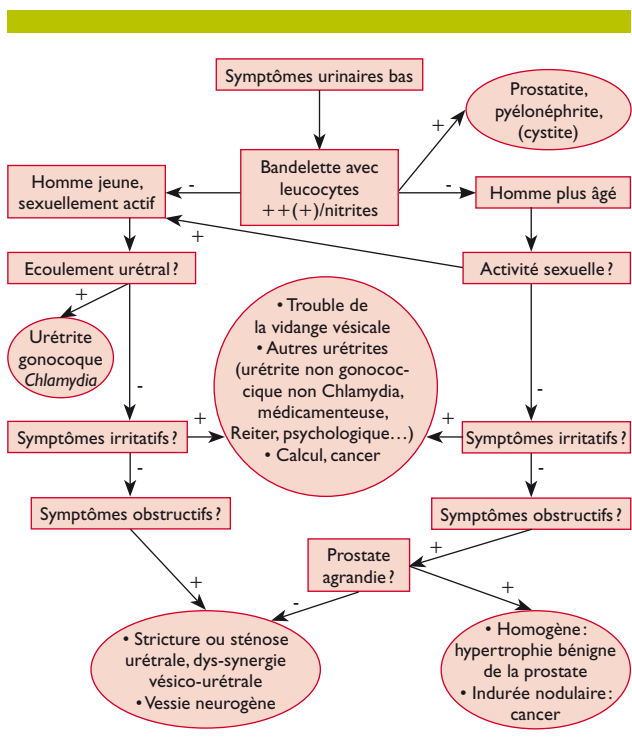 Symptômes urinaires bas
Prostatite,
pyélonéphrite,
(cystite)
+
Bandelette avec
leucocytes
++(+)/nitrites
-
-
Homme jeune,
sexuellement actif
Homme plus âgé
+
Ecoulement urétral ?
Activité sexuelle ?
+
Urétrite
gonocoque
Chlamydia
• Trouble de
la vidange vésicale
• Autres urétrites
(urétrite non gonococ-
cique non Chlamydia,
médicamenteuse,
Reiter, psychologique…)
• Calcul, cancer
-
-
Symptômes irritatifs ?
+
+
Symptômes irritatifs ?
-
-
Symptômes obstructifs ?
Symptômes obstructifs ?
+
Prostate
agrandie ?
+
-
+
• Stricture ou sténose
urétrale, dys-synergie
vésico-urétrale
• Vessie neurogène
• Homogène :
hypertrophie bénigne
de la prostate
• Indurée nodulaire :
cancer